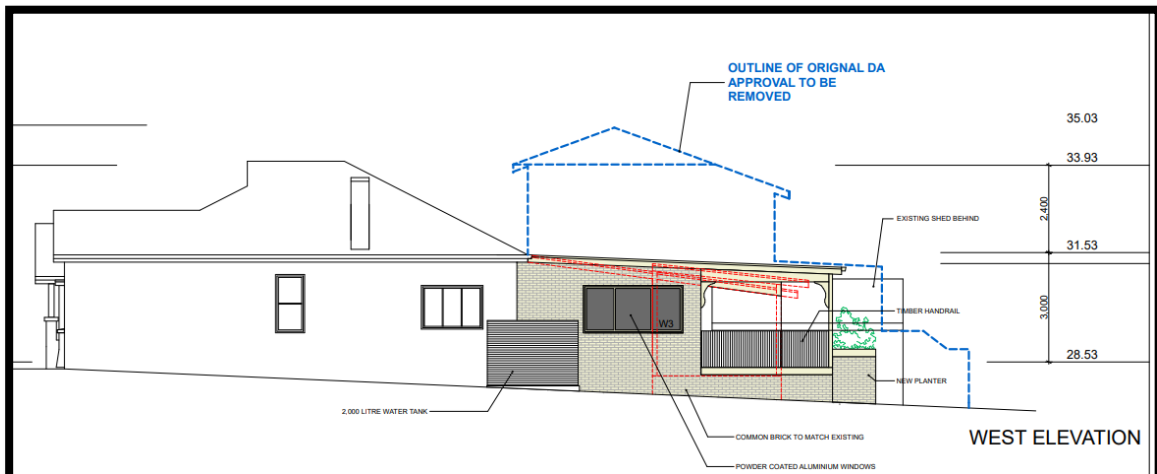 OUTLINE OF ORIGNAL DA
APPROVAL TO BE
REMOVED
35.03
33.93
2,400
EXISTING SHED BEHIND
31.53
3,000
TIMBER HANDRAIL
W3
28.53
NEW PLANTER
2,000 LITRE WATER TANK
COMMON BRICK TO MATCH EXISTING
WEST ELEVATION
POWDER COATED ALUMINIUM WINDOWS